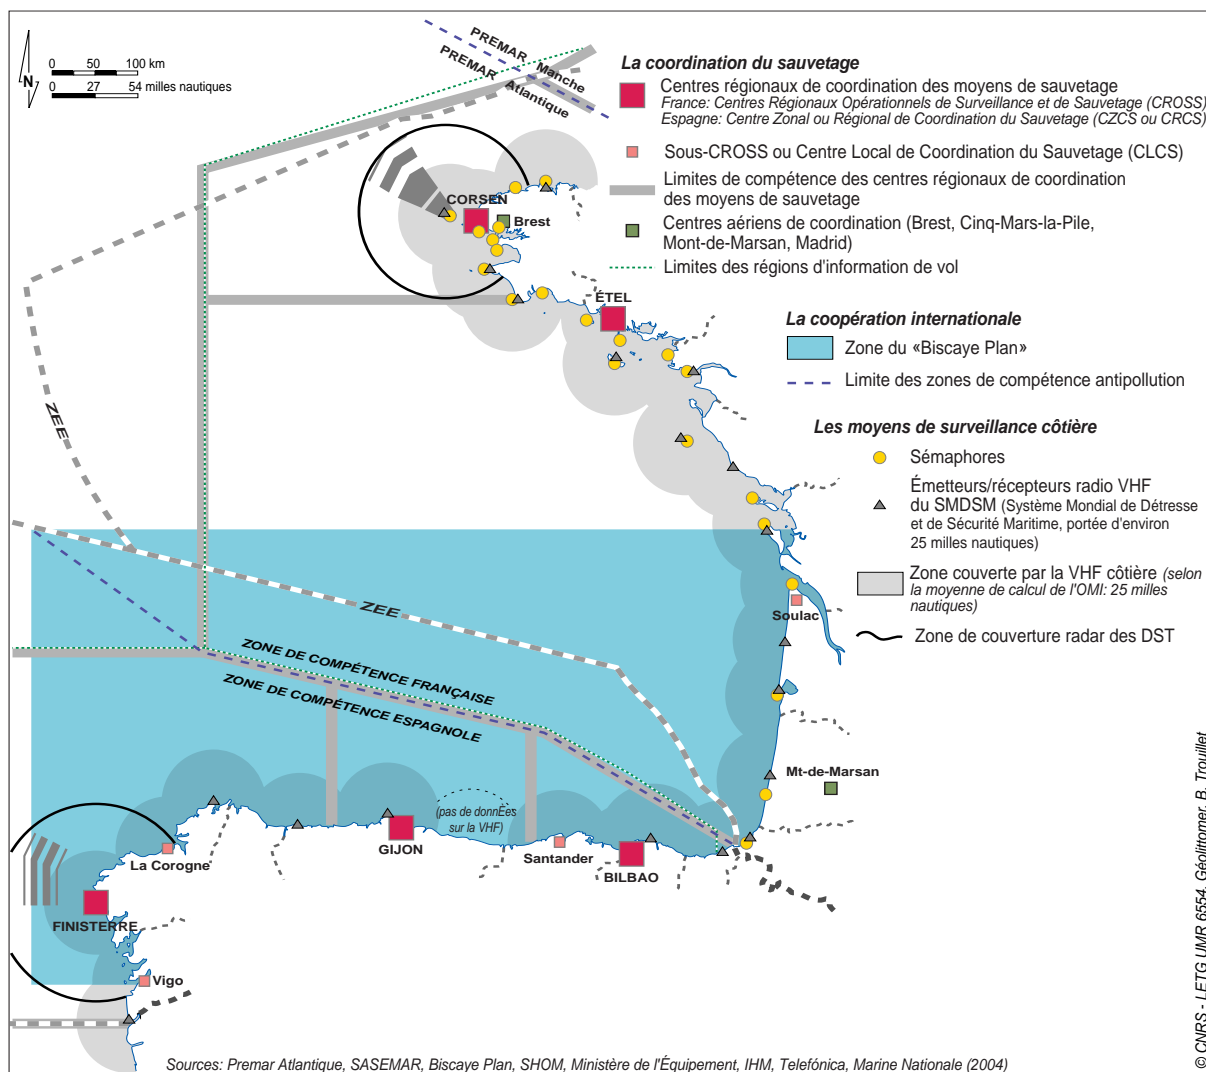 PREMAR Manche
PREMAR Atlantique
0 50 100 km
0 27 54 milles nautiques
N
La coordination du sauvetage
Centres régionaux de coordination des moyens de sauvetage
France: Centres Régionaux Opérationnels de Surveillance et de Sauvetage (CROSS)
Espagne: Centre Zonal ou Régional de Coordination du Sauvetage (CZCS ou CRCS)
Sous-CROSS ou Centre Local de Coordination du Sauvetage (CLCS)
Limites de compétence des centres régionaux de coordination
des moyens de sauvetage
Centres aériens de coordination (Brest, Cinq-Mars-la-Pile,
Mont-de-Marsan, Madrid)
Limites des régions d'information de vol
La coopération internationale
Zone du «Biscaye Plan»
Limite des zones de compétence antipollution
Les moyens de surveillance côtière
Sémaphores
Émetteurs/récepteurs radio VHF
du SMDSM (Système Mondial de Détresse
et de Sécurité Maritime, portée d'environ
25 milles nautiques)
Zone couverte par la VHF côtière (selon
la moyenne de calcul de l'OMI: 25 milles
nautiques)
Zone de couverture radar des DST
CORSEN
Brest
ÉTEL
ZEE
ZEE
ZONE DE COMPÉTENCE FRANÇAISE
ZONE DE COMPÉTENCE ESPAGNOLE
Soulac
Mt-de-Marsan
(pas de donnÉes
sur la VHF)
La Corogne
GIJON
Santander
BILBAO
FINISTERRE
Vigo
Sources: Premar Atlantique, SASEMAR, Biscaye Plan, SHOM, Ministère de l'Équipement, IHM, Telefónica, Marine Nationale (2004)
© CNRS - LETG UMR 6554, Géolittomer, B. Trouillet